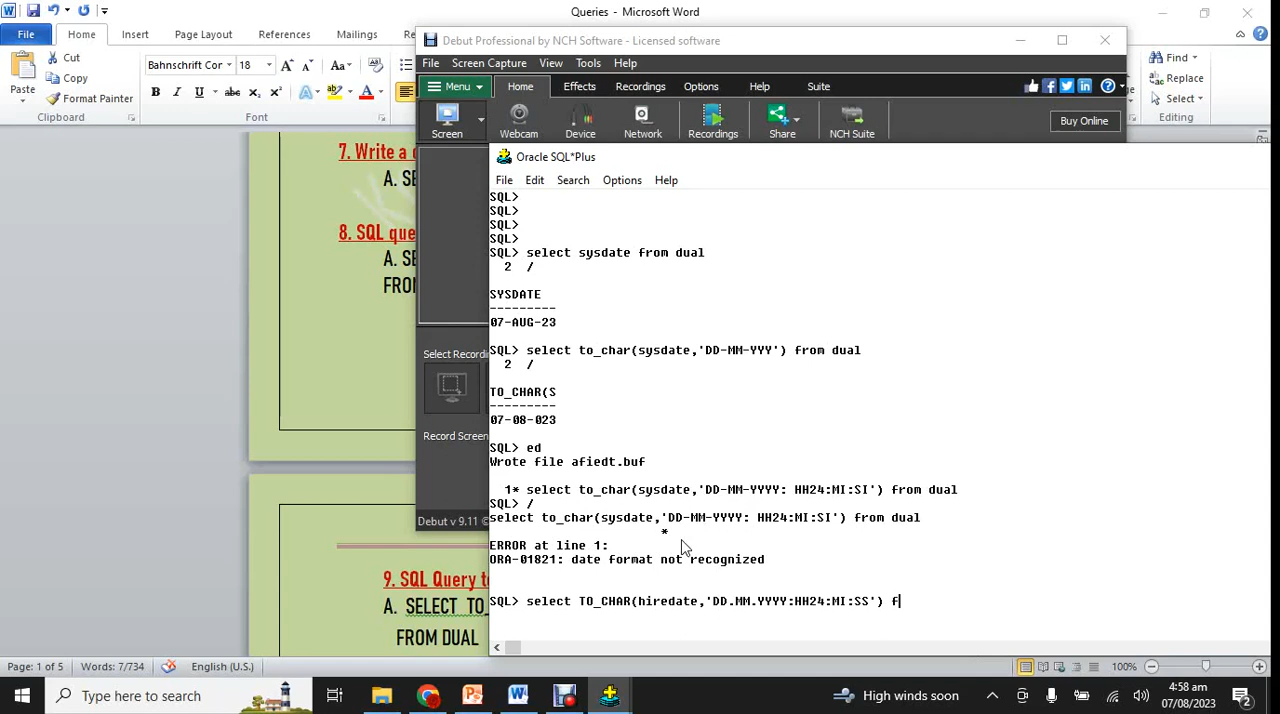 Queries - Microsoft Word
File Home Insert Page Layout References Mailings
Paste
Cut
Copy
Format Painter
Clipboard
Bahnschrift Cor 18
B I U abc
Font
Find
Replace
Select
Editing
7. Write a
A. SE
8. SQL que
A. SE
FROM
9. SQL Query t
A. SELECT TO_
FROM DUAL
Debut Professional by NCH Software - Licensed software
File Screen Capture View Tools Help
Menu Home Effects Recordings Options Help Suite
Screen Webcam Device Network Recordings Share NCH Suite
Buy Online
Select Recordi
Record Screen
Debut v 9.11 ©
Oracle SQL*Plus
File Edit Search Options Help
SQL>
SQL>
SQL>
SQL>
SQL> select sysdate from dual
2 /
SYSDATE
---------
07-AUG-23
SQL> select to_char(sysdate,'DD-MM-YYY') from dual
2 /
TO_CHAR(S
---------
07-08-023
SQL> ed
Wrote file afiedt.buf
1* select to_char(sysdate,'DD-MM-YYYY: HH24:MI:SI') from dual
SQL> /
select to_char(sysdate,'DD-MM-YYYY: HH24:MI:SI') from dual
*
ERROR at line 1:
ORA-01821: date format not recognized
SQL> select TO_CHAR(hiredate,'DD.MM.YYYY:HH24:MI:SS') f
Page: 1 of 5 Words: 7/734 English (U.S.) 100%
Type here to search
High winds soon
4:58 am
07/08/2023
2